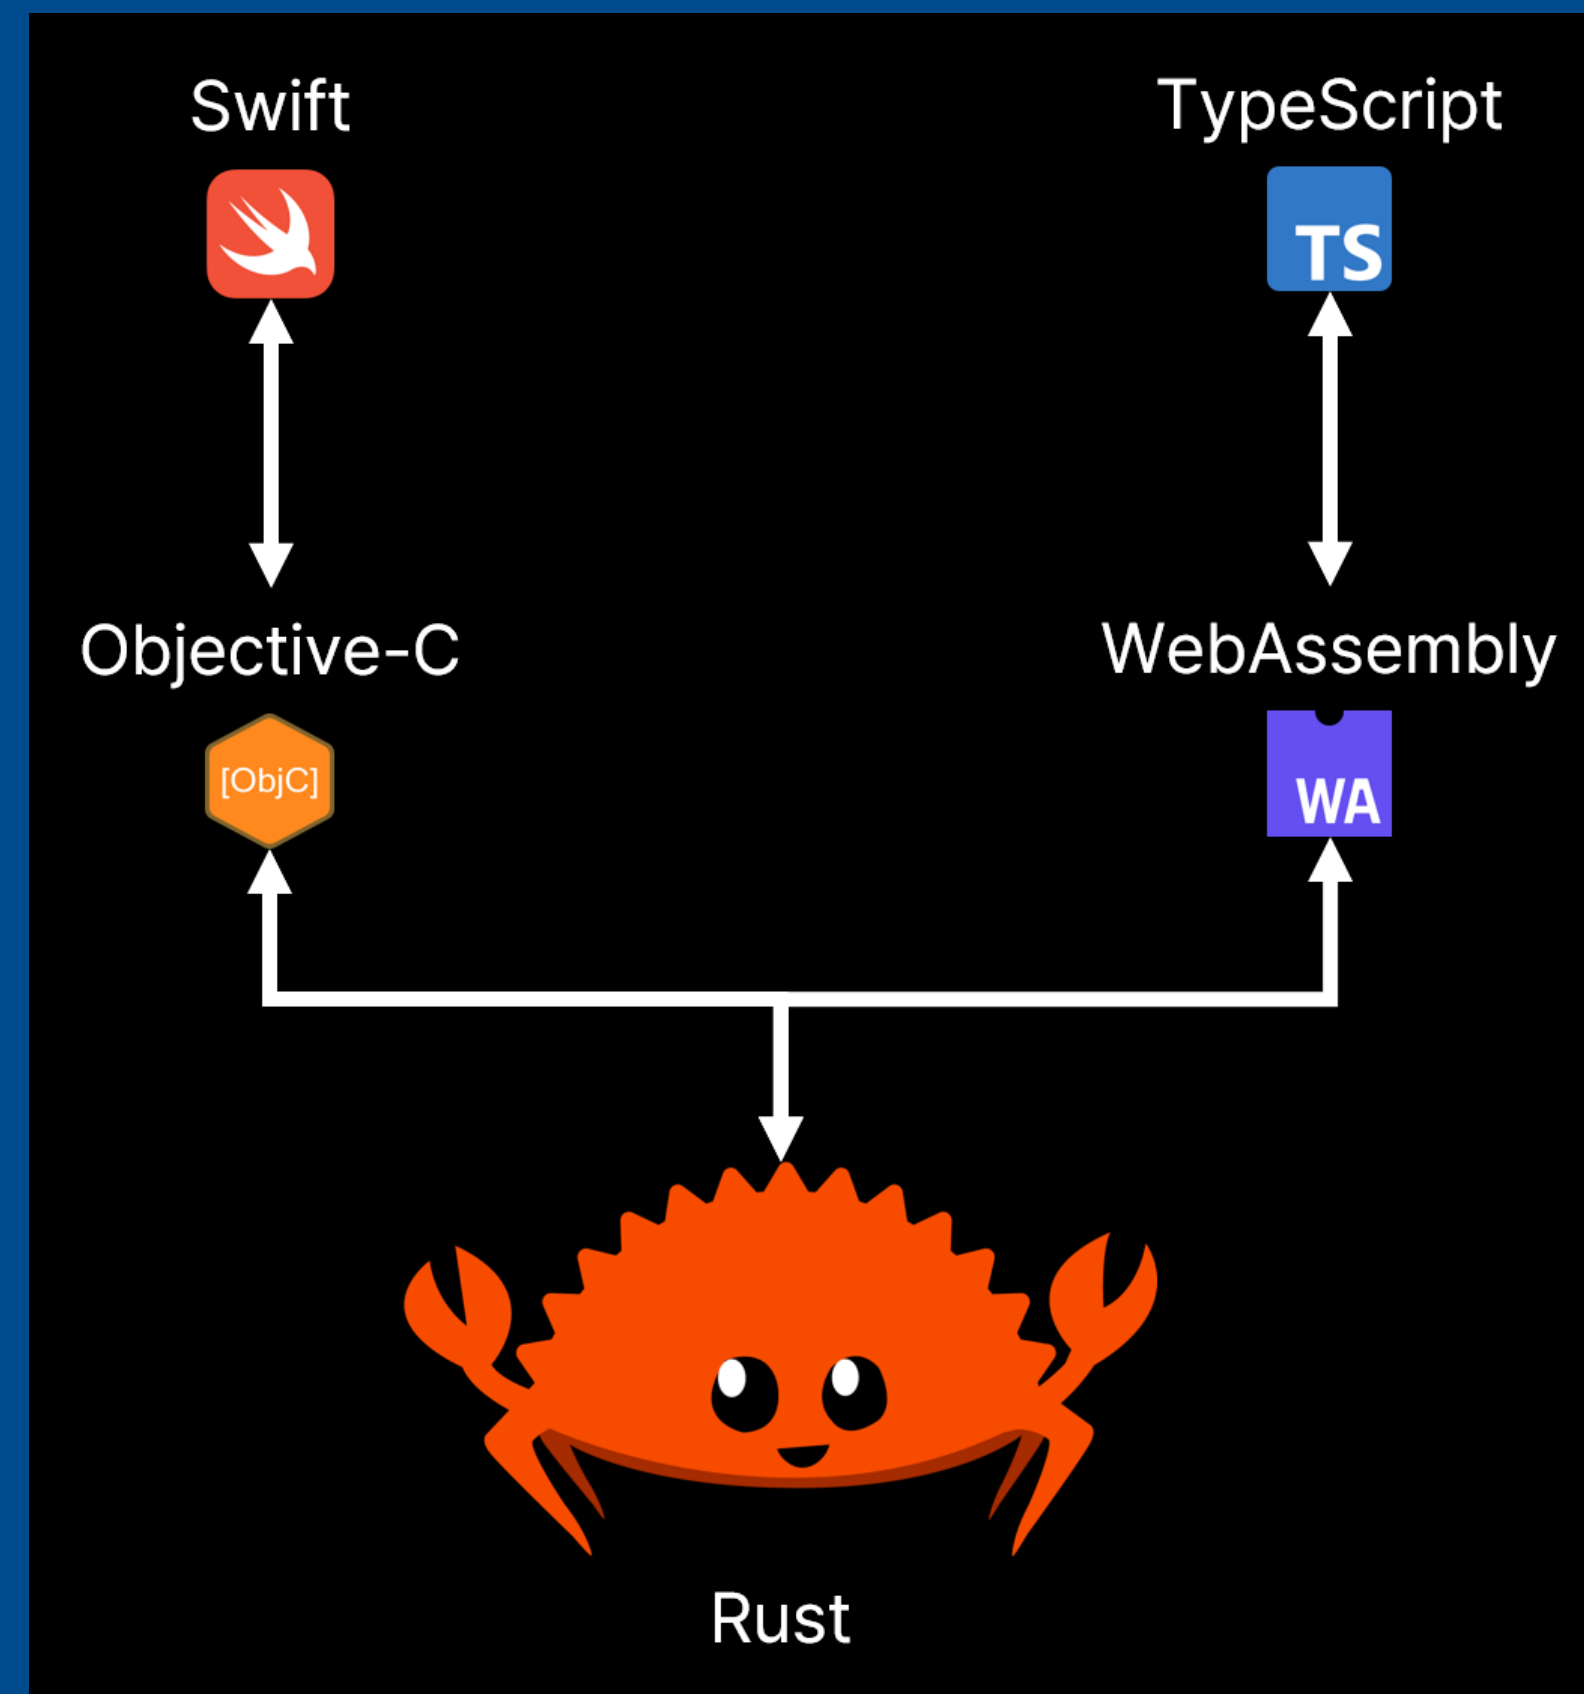 Swift
TypeScript
TS
Objective-C
WebAssembly
[ObjC]
WA
Rust